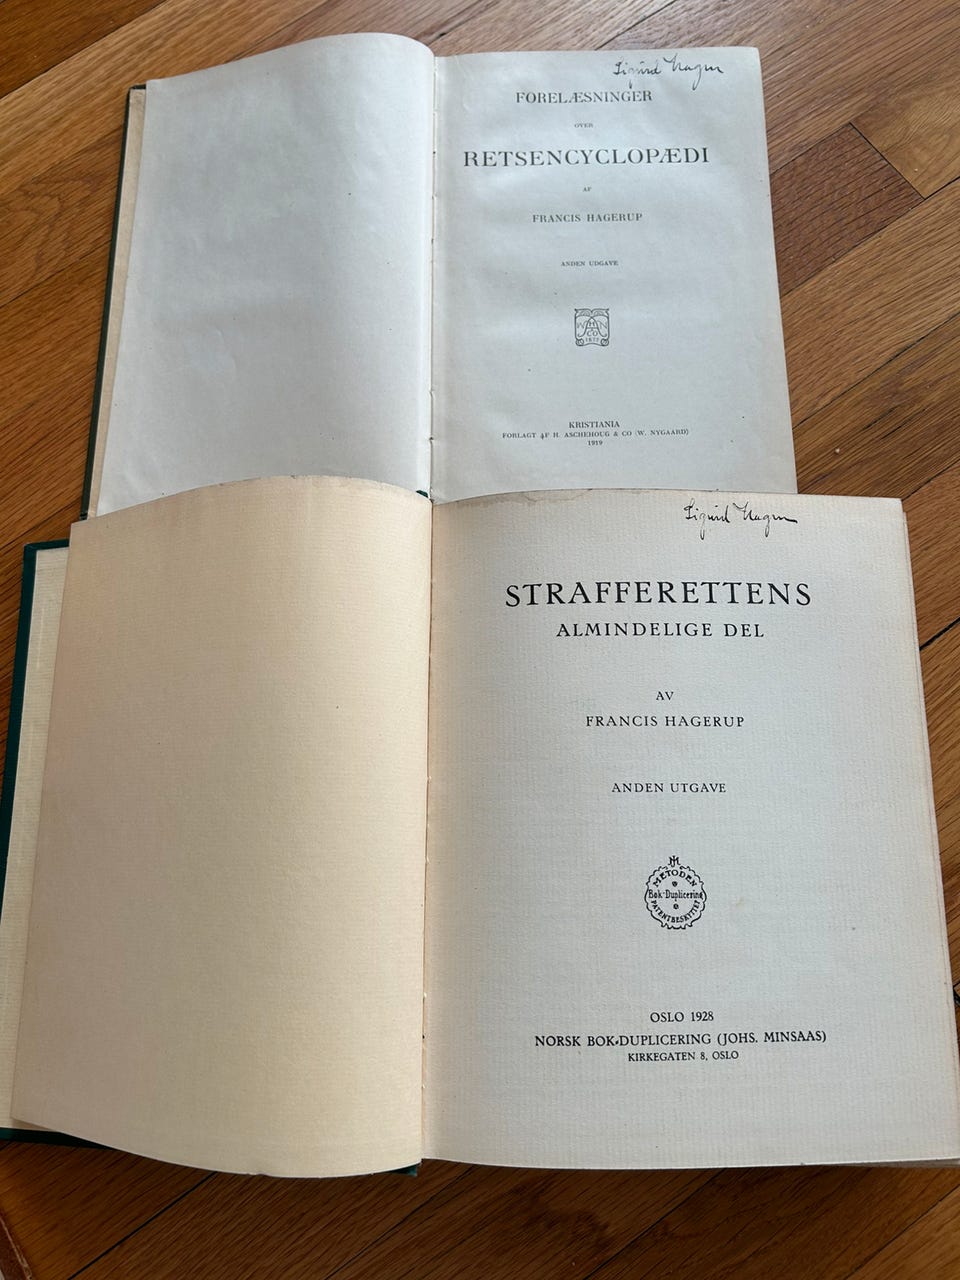 Sigurd Hagen
FORELÆSNINGER
OVER
RETSENCYCLOPÆDI
AF
FRANCIS HAGERUP
ANDEN UDGAVE
1872
KRISTIANIA
FORLAGT AF H. ASCHEHOUG & CO (W. NYGAARD)
1919
Sigurd Hagen
STRAFFERETTENS
ALMINDELIGE DEL
AV
FRANCIS HAGERUP
ANDEN UTGAVE
METODEN
Bok-Duplicering
PATENTBESKYTTET
OSLO 1928
NORSK BOK-DUPLICERING (JOHS. MINSAAS)
KIRKEGATEN 8, OSLO